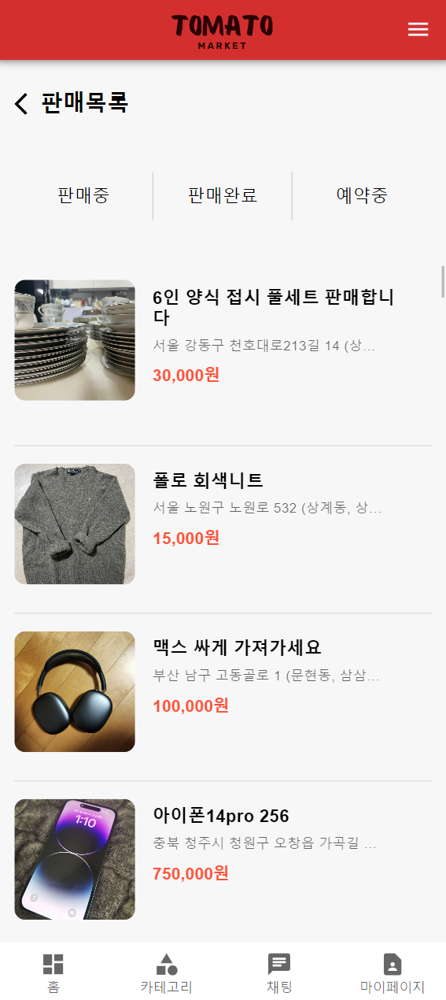 TOMATO
MARKET
판매목록
판매중
판매완료
예약중
6인 양식 접시 풀세트 판매합니
다
서울 강동구 천호대로213길 14 (상...
30,000원
폴로 회색니트
서울 노원구 노원로 532 (상계동, 상...
15,000원
맥스 싸게 가져가세요
부산 남구 고동골로 1 (문현동, 삼삼...
100,000원
1:10
아이폰14pro 256
충북 청주시 청원구 오창읍 가곡길 ...
750,000원
홈
카테고리
채팅
마이페이지